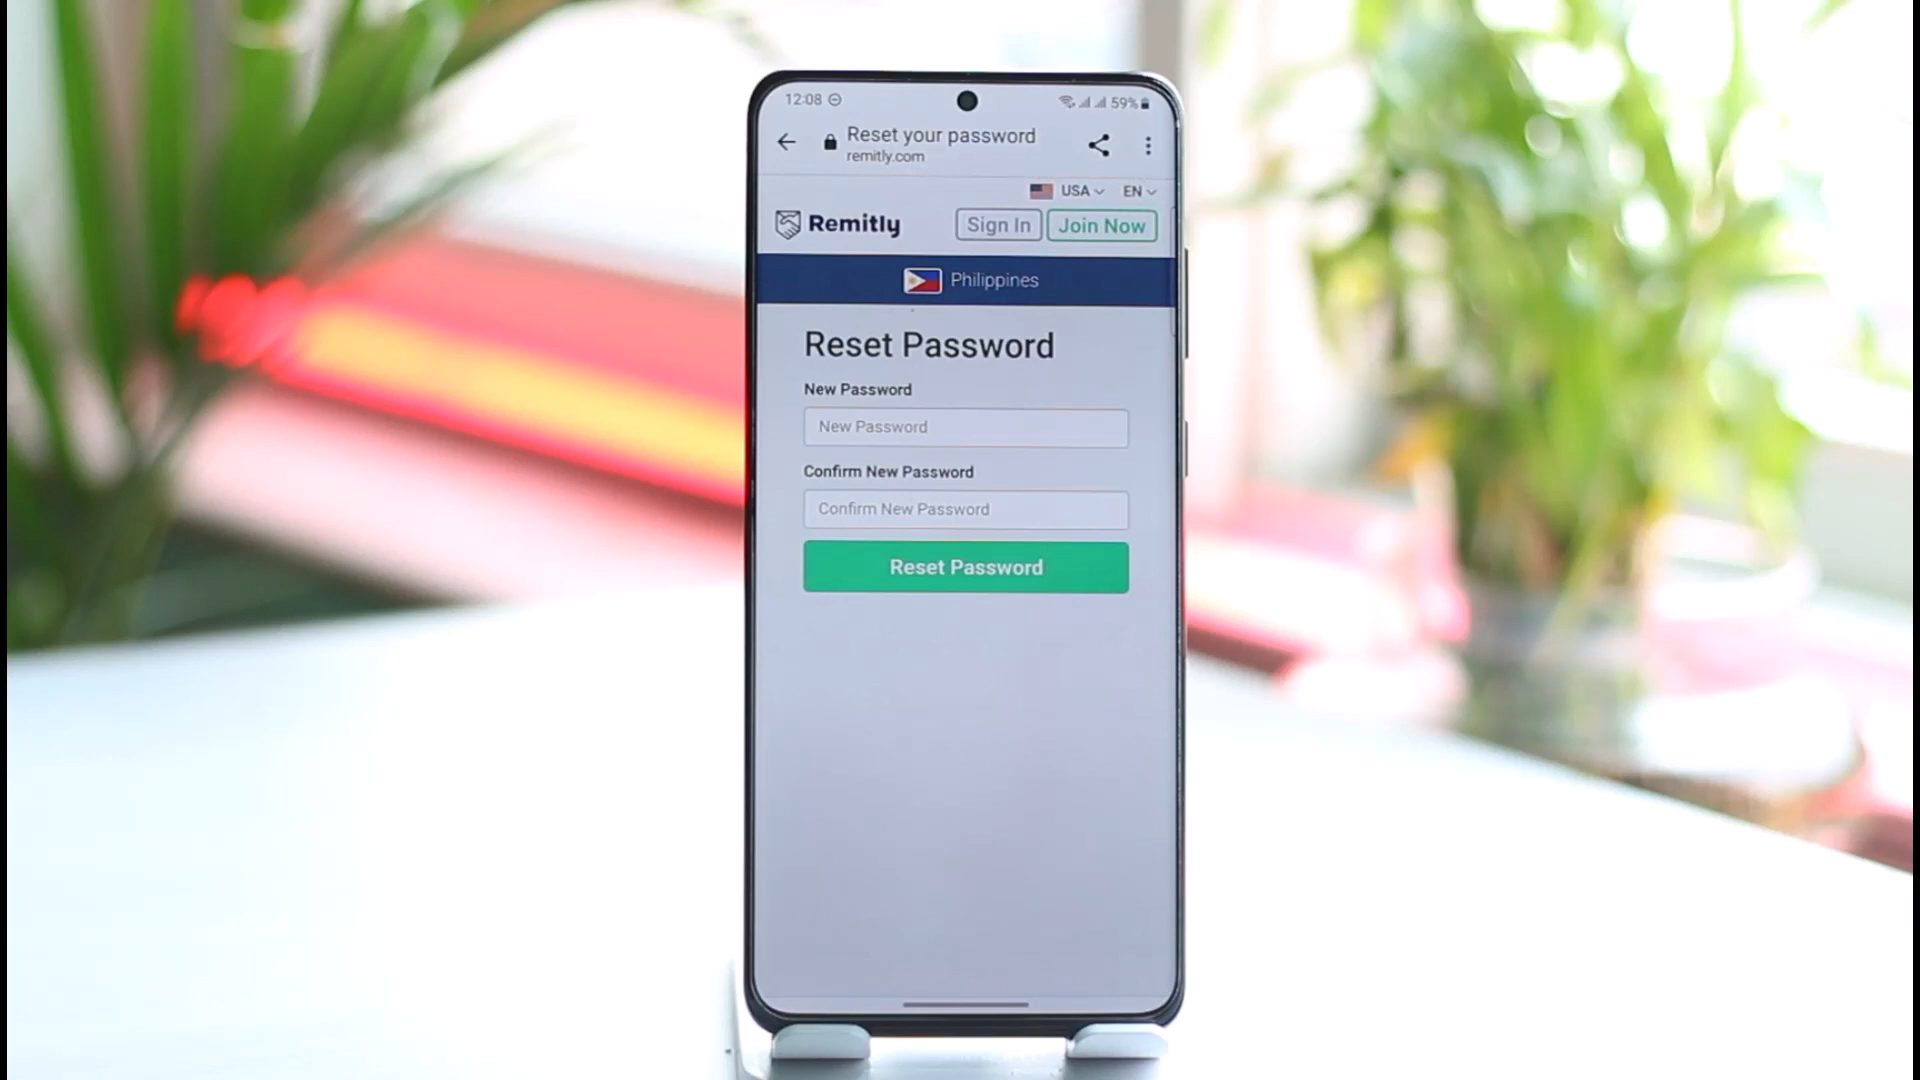 12:08
59%
Reset your password
remitly.com
USA EN
Remitly Sign In Join Now
Philippines
Reset Password
New Password
New Password
Confirm New Password
Confirm New Password
Reset Password